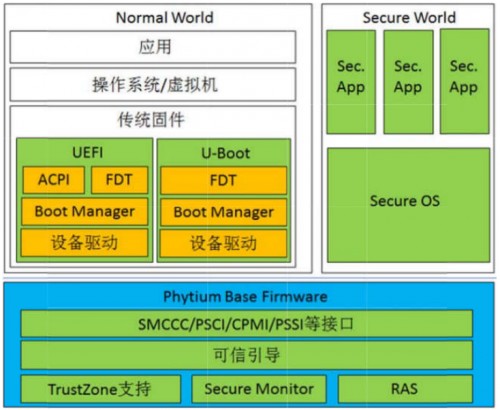 Normal World
应用
操作系统/虚拟机
传统固件
UEFI
ACPI
FDT
Boot Manager
设备驱动
U-Boot
FDT
Boot Manager
设备驱动
Secure World
Sec.
App
Sec.
App
Sec.
App
Secure OS
Phytium Base Firmware
SMCCC/PSCI/CPMI/PSSI等接口
可信引导
TrustZone支持
Secure Monitor
RAS